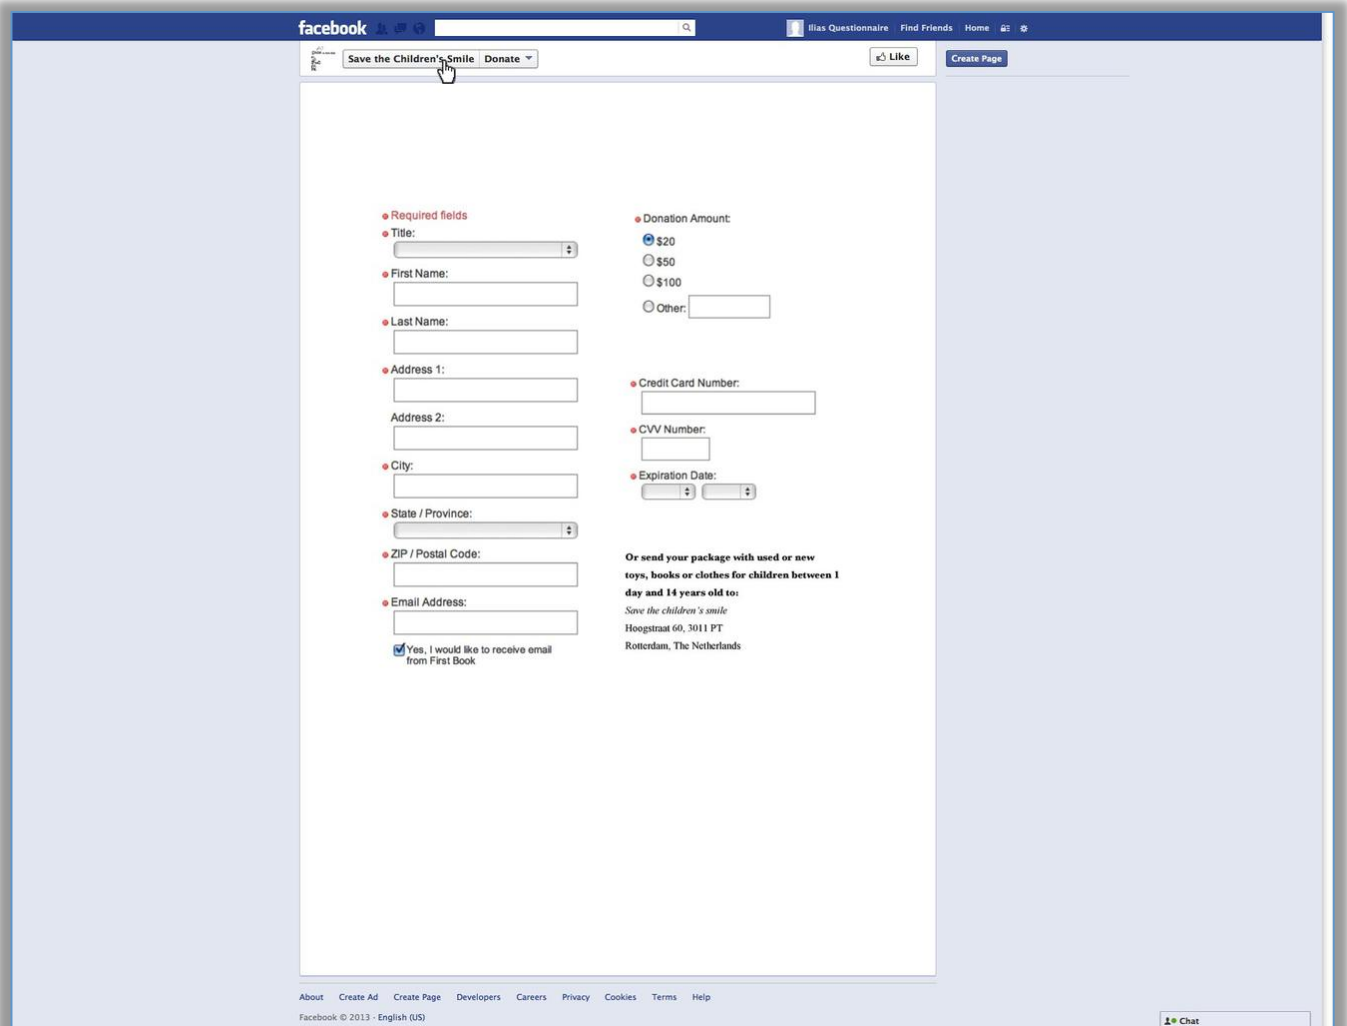 facebook
Ilias Questionnaire Find Friends Home
Save the Children's Smile Donate
Like
Create Page
Required fields
Title:
First Name:
Last Name:
Address 1:
Address 2:
City:
State / Province:
ZIP / Postal Code:
Email Address:
Yes, I would like to receive email
from First Book
Donation Amount:
$20
$50
$100
Other:
Credit Card Number:
CVV Number:
Expiration Date:
Or send your package with used or new
toys, books or clothes for children between 1
day and 14 years old to:
Save the children's smile
Hoogstraat 60, 3011 PT
Rotterdam, The Netherlands
About Create Ad Create Page Developers Careers Privacy Cookies Terms Help
Facebook © 2013 · English (US)
Chat